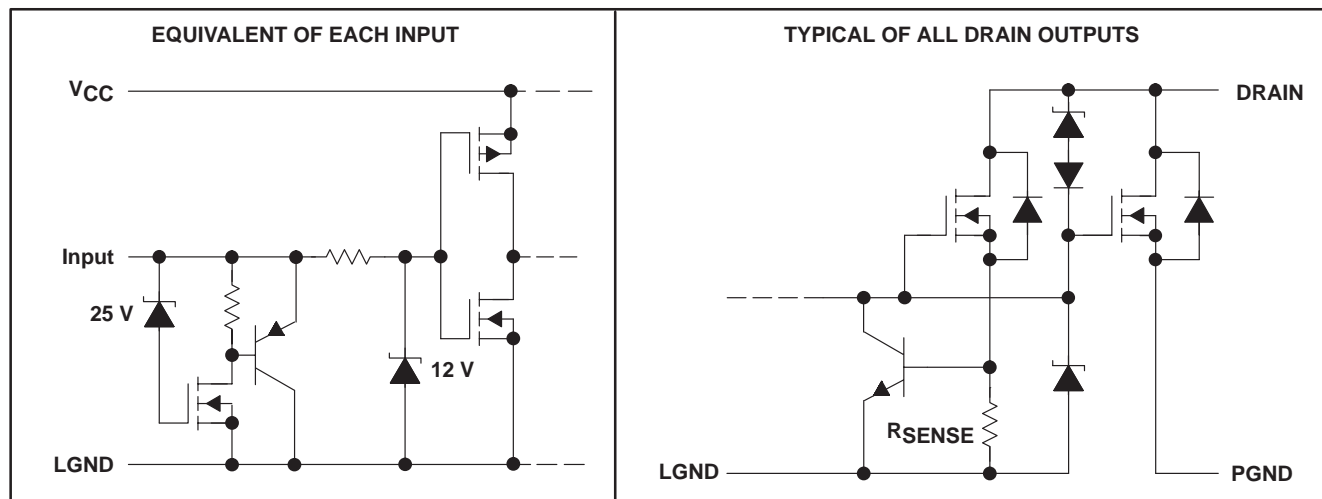 EQUIVALENT OF EACH INPUT
VCC
Input
25 V
12 V
LGND
TYPICAL OF ALL DRAIN OUTPUTS
DRAIN
RSENSE
LGND
PGND